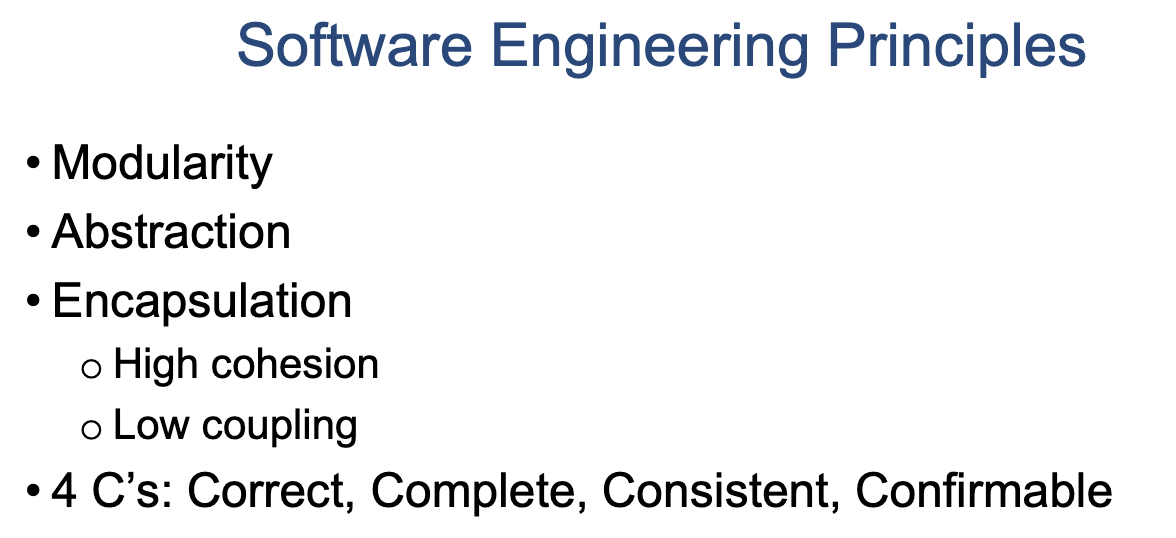 Software Engineering Principles
• Modularity
• Abstraction
• Encapsulation
o High cohesion
o Low coupling
• 4 C’s: Correct, Complete, Consistent, Confirmable